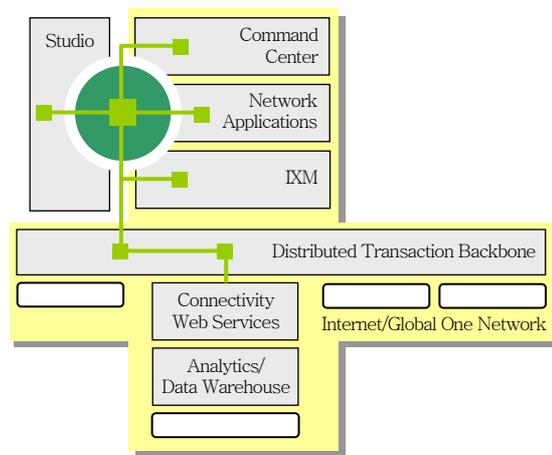 Studio
Command
Center
Network
Applications
IXM
Distributed Transaction Backbone
Connectivity
Web Services
Internet/Global One Network
Analytics/
Data Warehouse